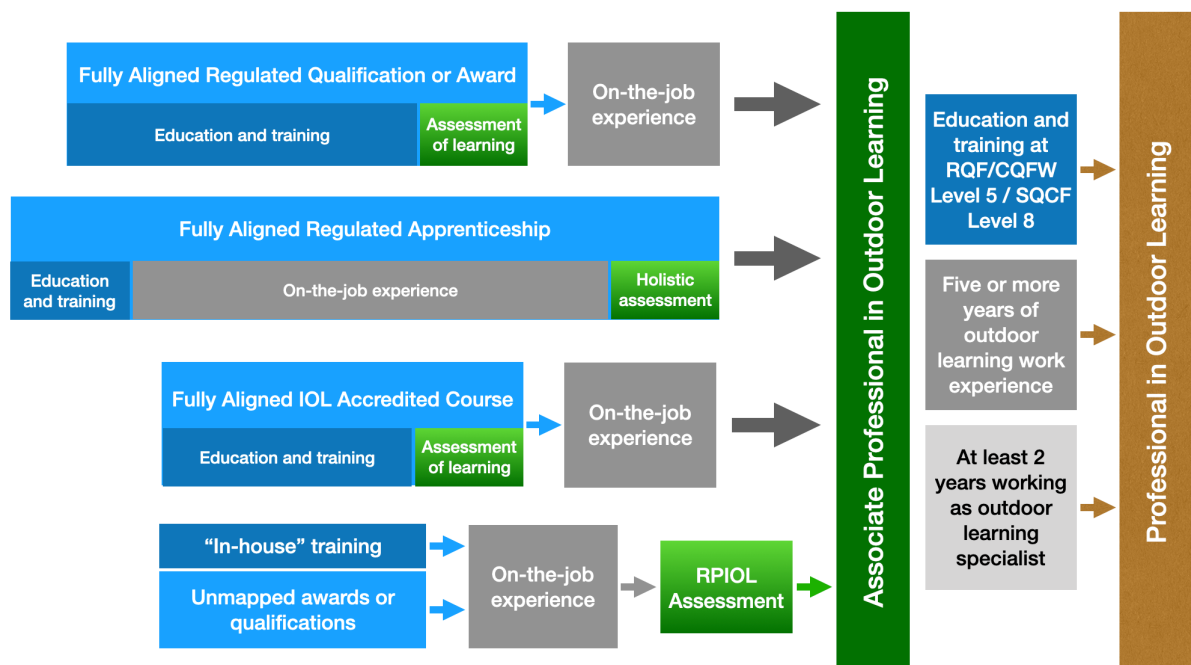 Fully Aligned Regulated Qualification or Award
Education and training
Assessment
of learning
On-the-job
experience
Fully Aligned Regulated Apprenticeship
Education
and training
On-the-job experience
Holistic
assessment
Fully Aligned IOL Accredited Course
Education and training
Assessment
of learning
On-the-job
experience
“In-house” training
Unmapped awards or
qualifications
On-the-job
experience
RPIOL
Assessment
Associate Professional in Outdoor Learning
Education and
training at
RQF/CQFW
Level 5 / SQCF
Level 8
Five or more
years of
outdoor
learning work
experience
At least 2
years working
as outdoor
learning
specialist
Professional in Outdoor Learning